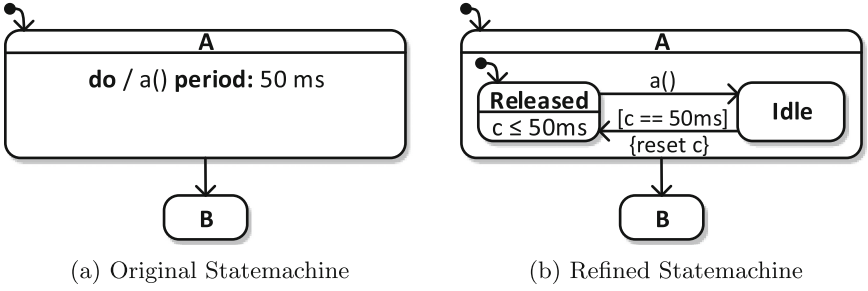 A
do / a() period: 50 ms
B
(a) Original Statemachine
A
Released
c ≤ 50ms
a()
[c == 50ms]
{reset c}
Idle
B
(b) Refined Statemachine